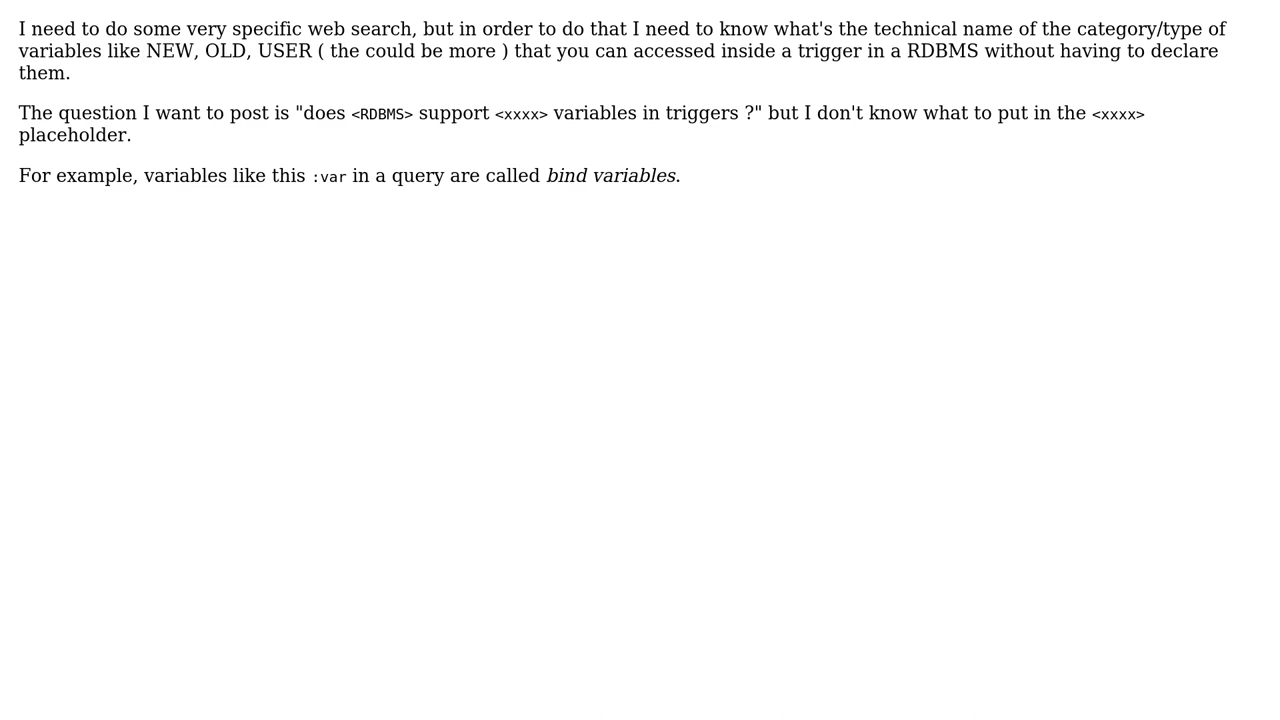 I need to do some very specific web search, but in order to do that I need to know what's the technical name of the category/type of
variables like NEW, OLD, USER ( the could be more ) that you can accessed inside a trigger in a RDBMS without having to declare
them.
The question I want to post is "does <RDBMS> support <xxxx> variables in triggers ?" but I don't know what to put in the <xxxx>
placeholder.
For example, variables like this :var in a query are called bind variables.